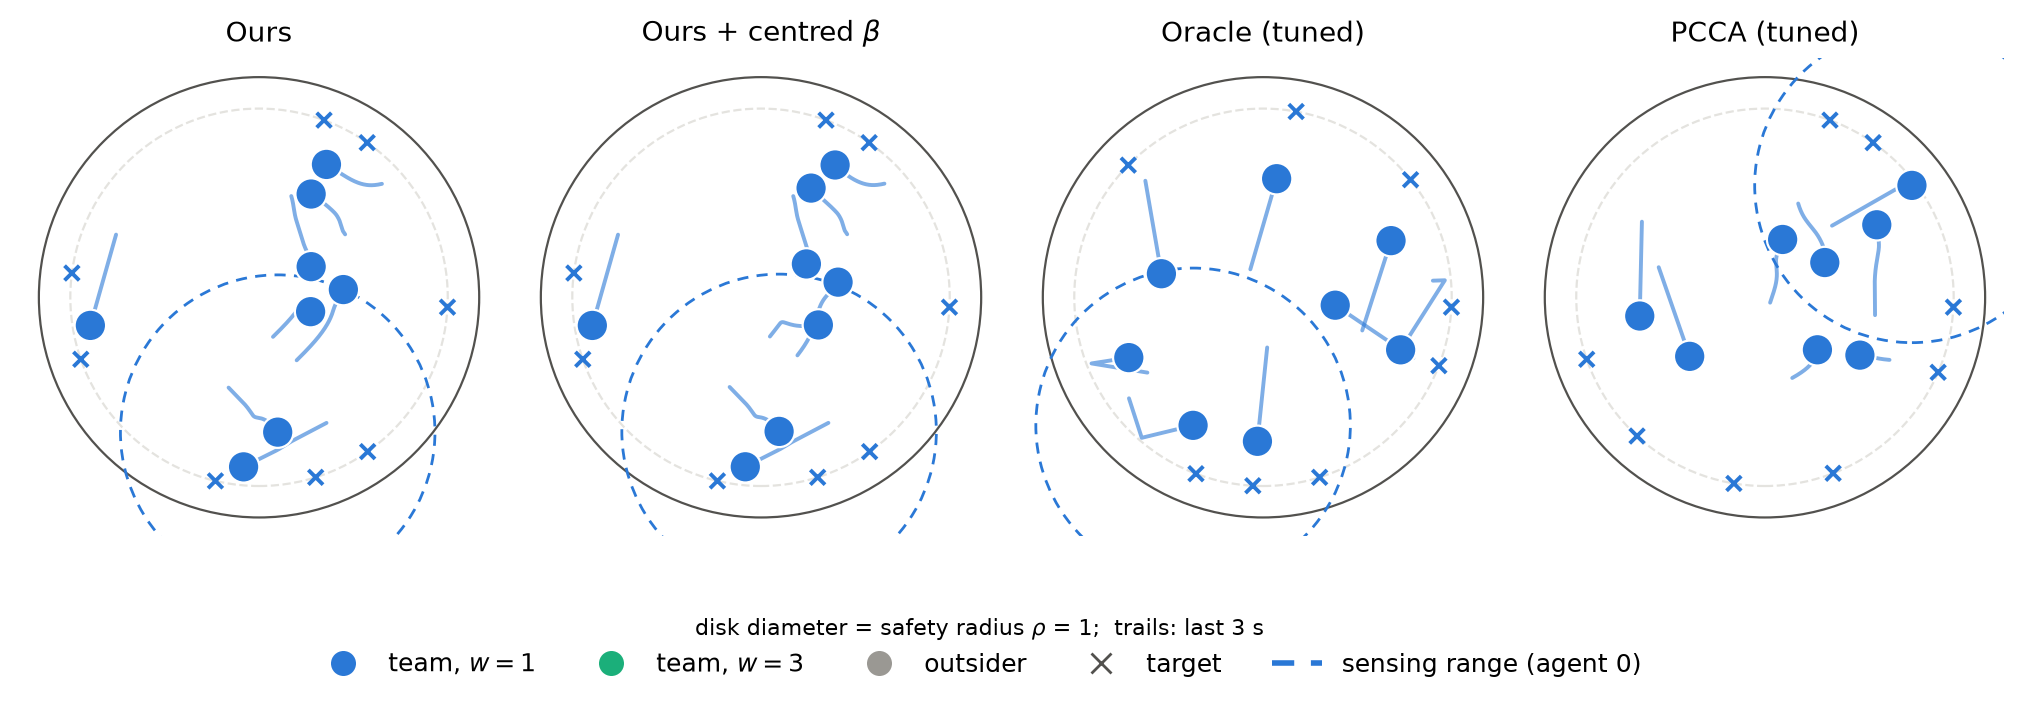 Ours
Ours + centred β
Oracle (tuned)
PCCA (tuned)
disk diameter = safety radius ρ = 1;  trails: last 3 s
team, w = 1
team, w = 3
outsider
target
sensing range (agent 0)